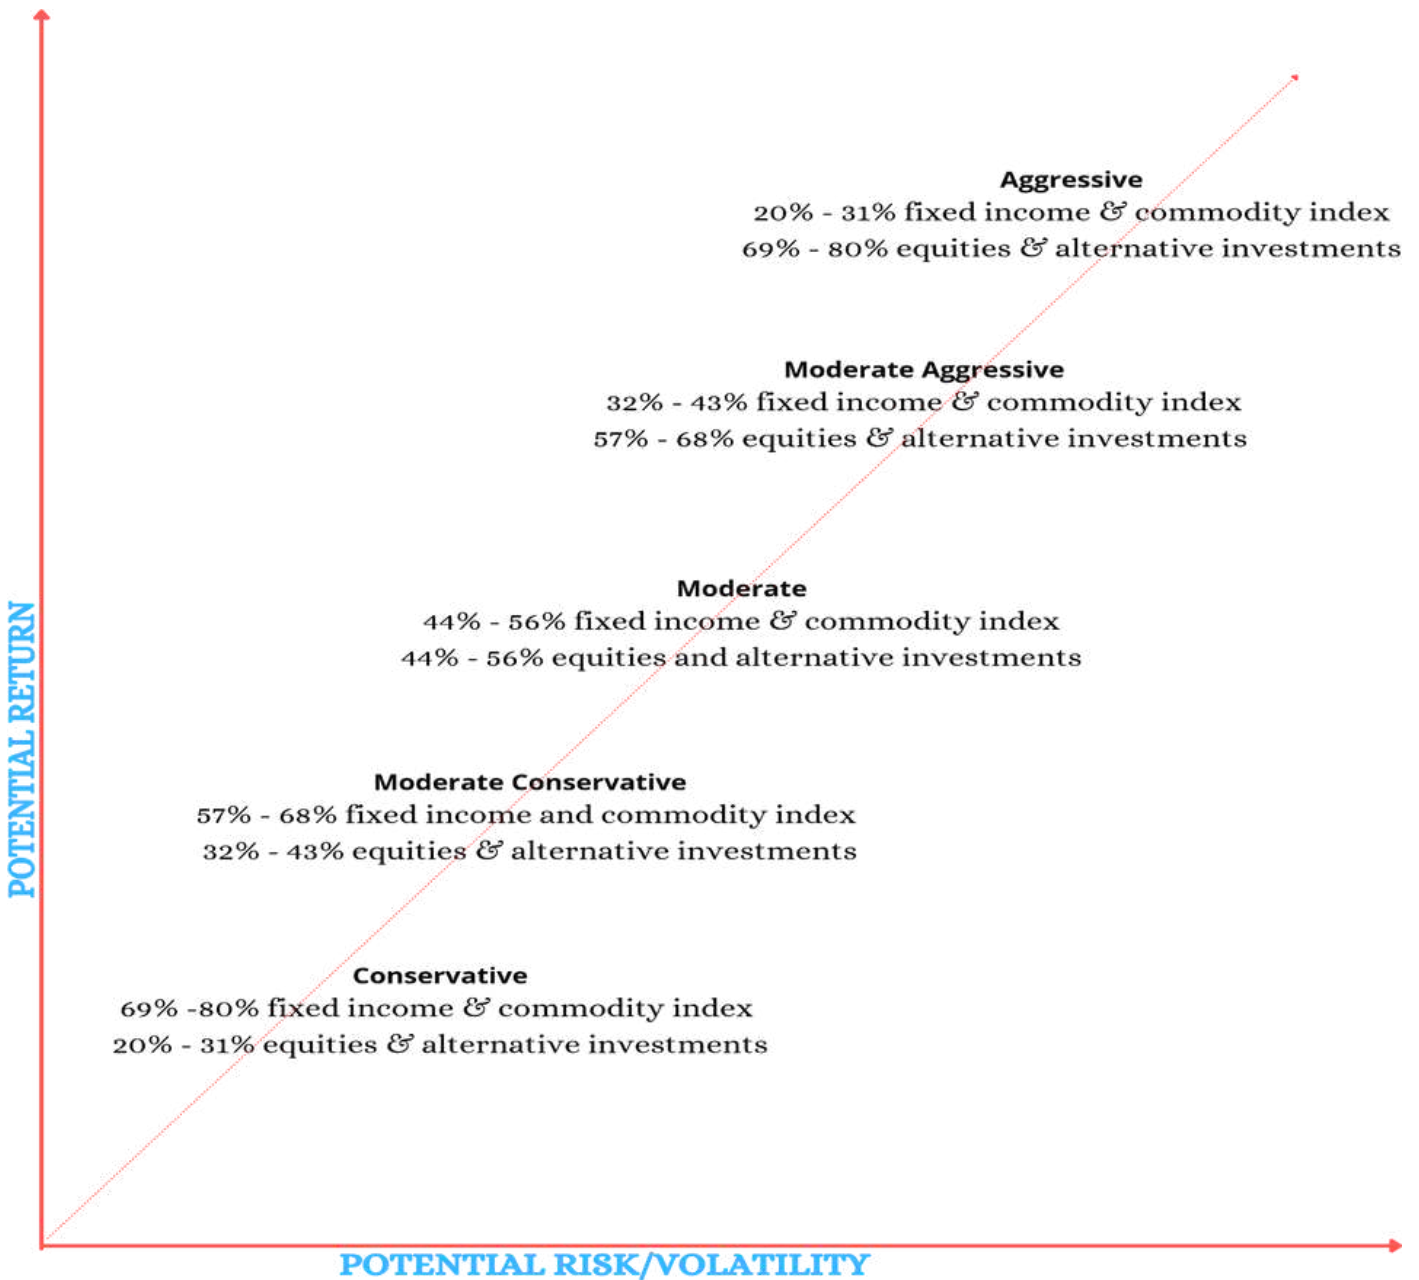 Aggressive
20% - 31% fixed income & commodity index
69% - 80% equities & alternative investments
Moderate Aggressive
32% - 43% fixed income & commodity index
57% - 68% equities & alternative investments
Moderate
44% - 56% fixed income & commodity index
44% - 56% equities and alternative investments
Moderate Conservative
57% - 68% fixed income and commodity index
32% - 43% equities & alternative investments
Conservative
69% -80% fixed income & commodity index
20% - 31% equities & alternative investments
POTENTIAL RETURN
POTENTIAL RISK/VOLATILITY